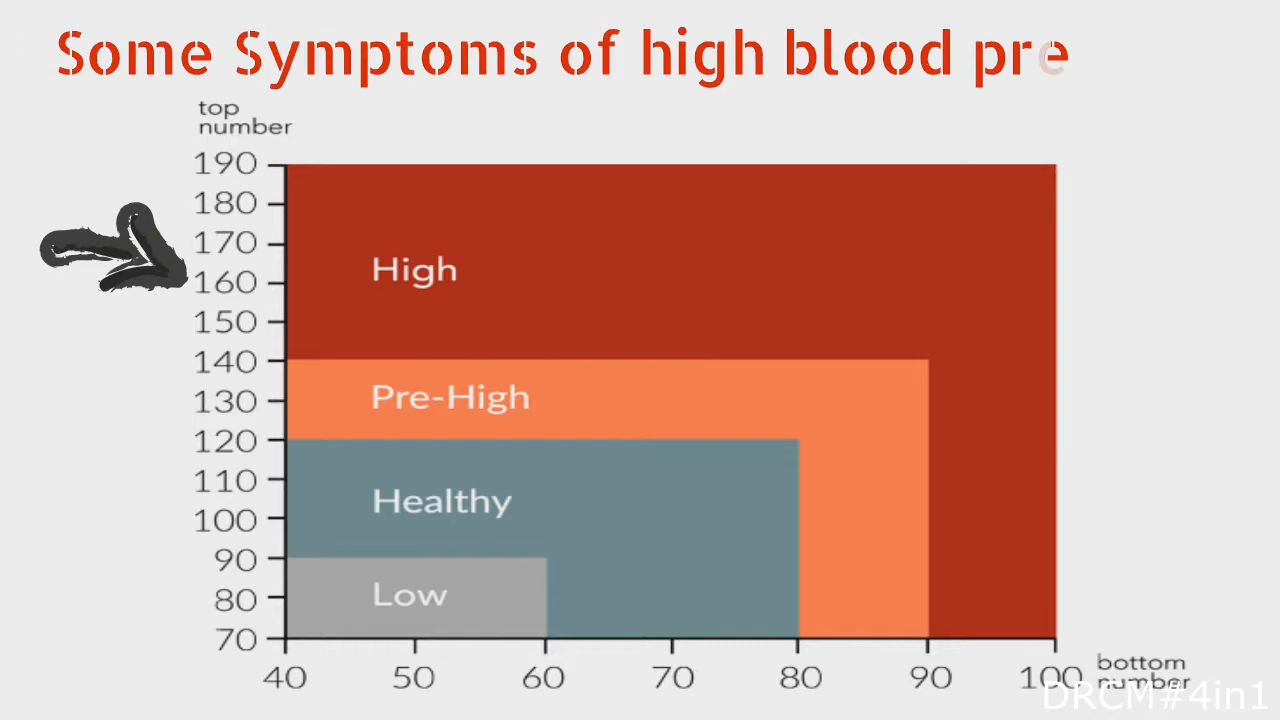 Some Symptoms of high blood pre
top
number
190
180
170
160
150
140
130
120
110
100
90
80
70
High
Pre-High
Healthy
Low
40 50 60 70 80 90 100
bottom
number
DRCM#4in1